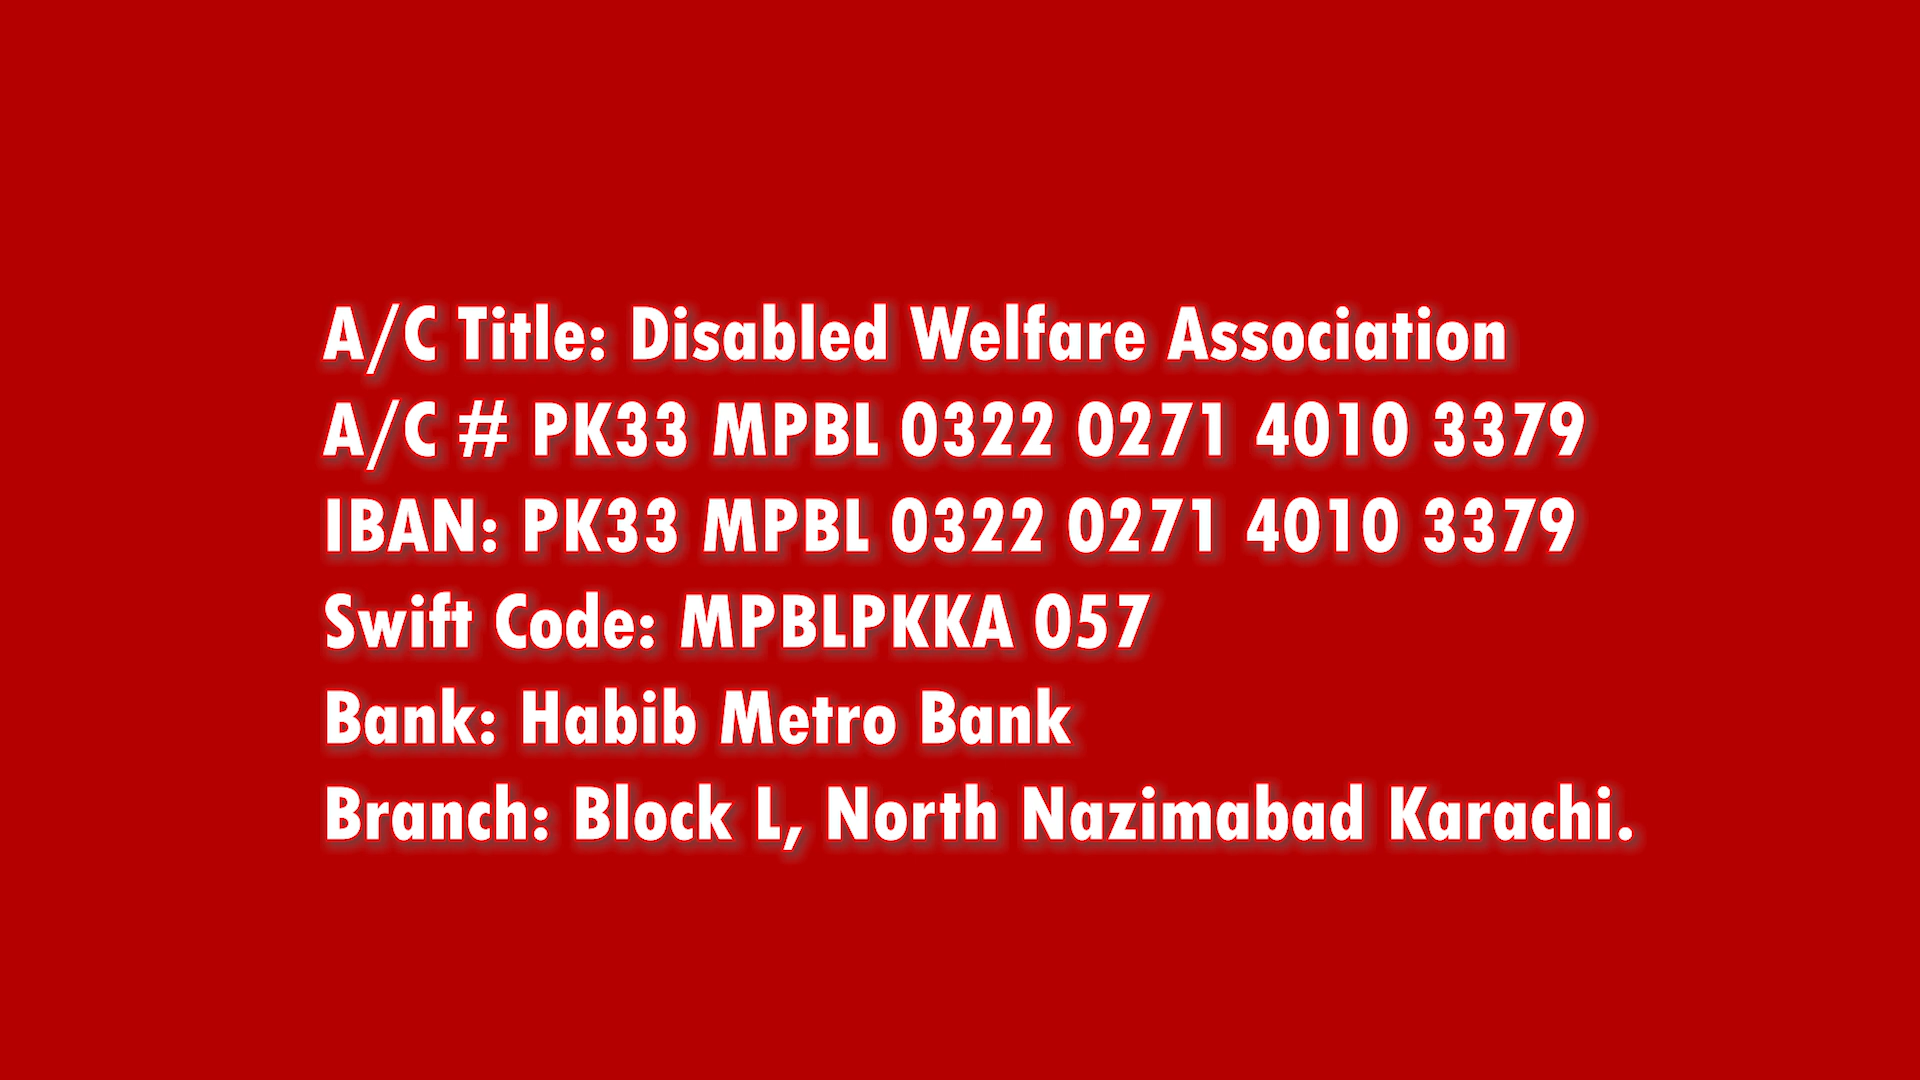 A/C Title: Disabled Welfare Association
A/C # PK33 MPBL 0322 0271 4010 3379
IBAN: PK33 MPBL 0322 0271 4010 3379
Swift Code: MPBLPKKA 057
Bank: Habib Metro Bank
Branch: Block L, North Nazimabad Karachi.